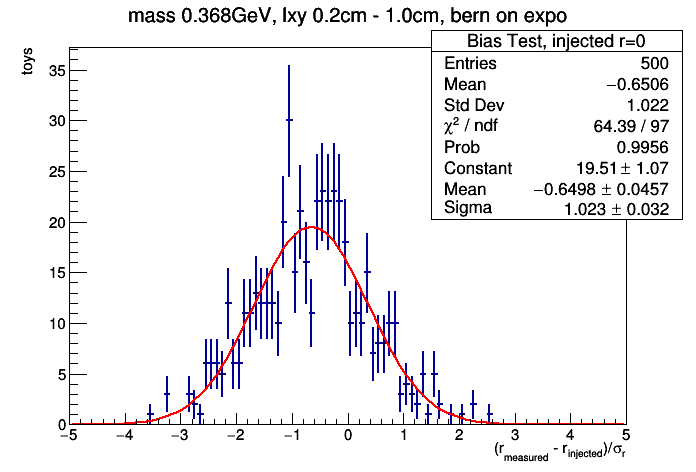 mass 0.368GeV, lxy 0.2cm - 1.0cm, bern on expo
Bias Test, injected r=0
Entries 500
Mean −0.6506
Std Dev 1.022
χ² / ndf 64.39 / 97
Prob 0.9956
Constant 19.51 ± 1.07
Mean −0.6498 ± 0.0457
Sigma 1.023 ± 0.032
toys
35
30
25
20
15
10
5
0
−5 −4 −3 −2 −1 0 1 2 3 4 5
(r_measured - r_injected)/σ_r